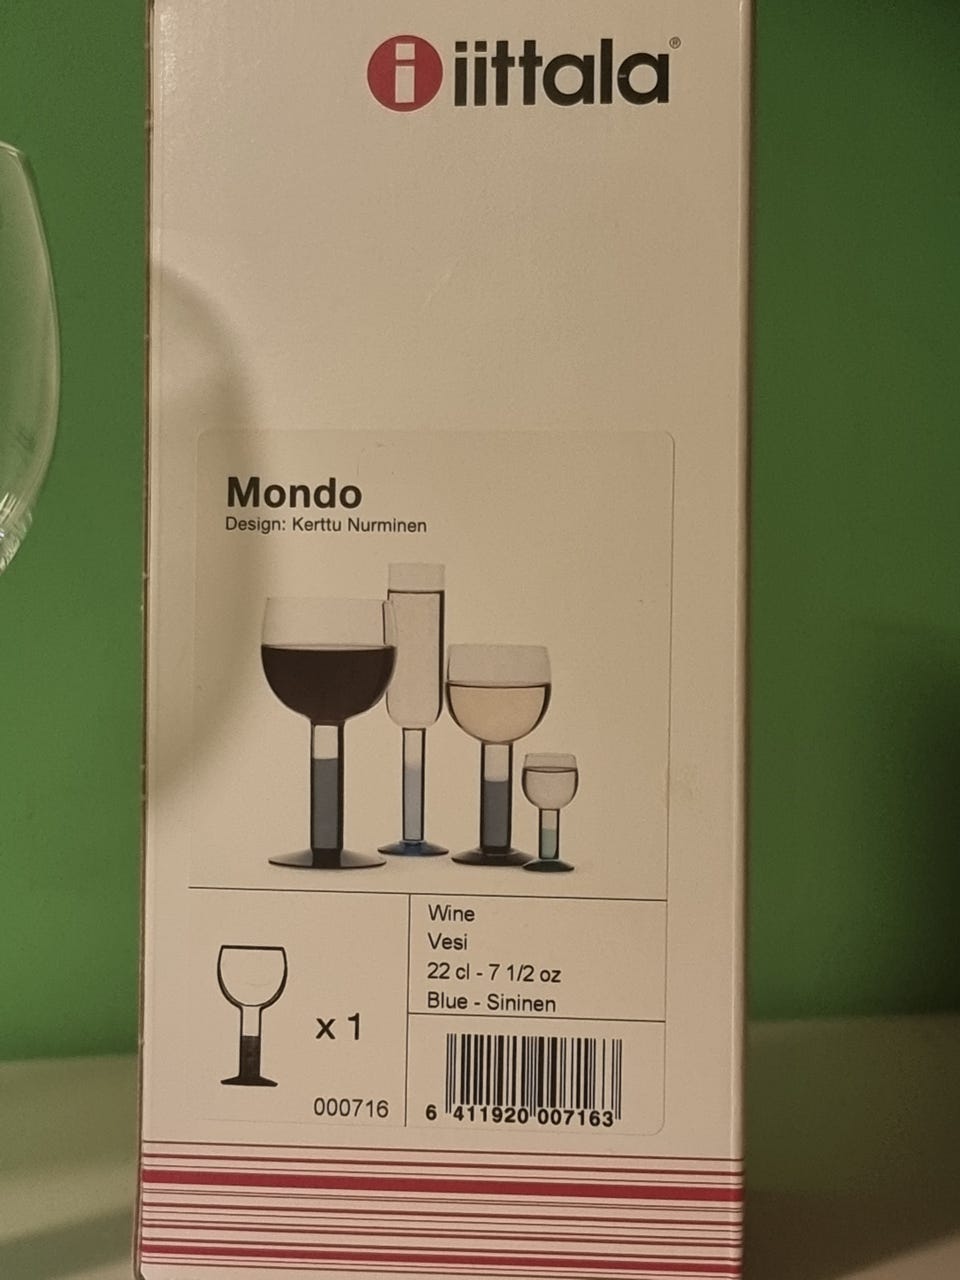 i iittala®
Mondo
Design: Kerttu Nurminen
Wine
Vesi
22 cl - 7 1/2 oz
Blue - Sininen
x 1
000716
6 411920 007163